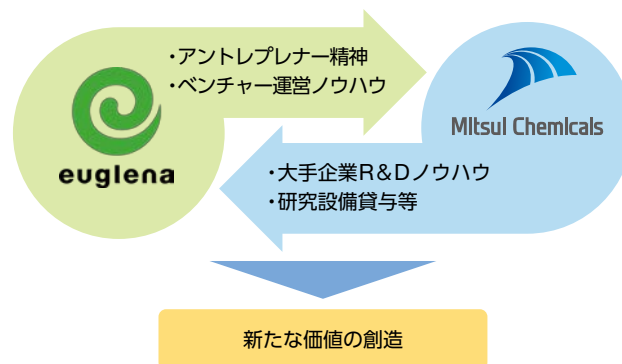 ・アントレプレナー精神
・ベンチャー運営ノウハウ
euglena
Mitsui Chemicals
・大手企業R&Dノウハウ
・研究設備貸与等
新たな価値の創造